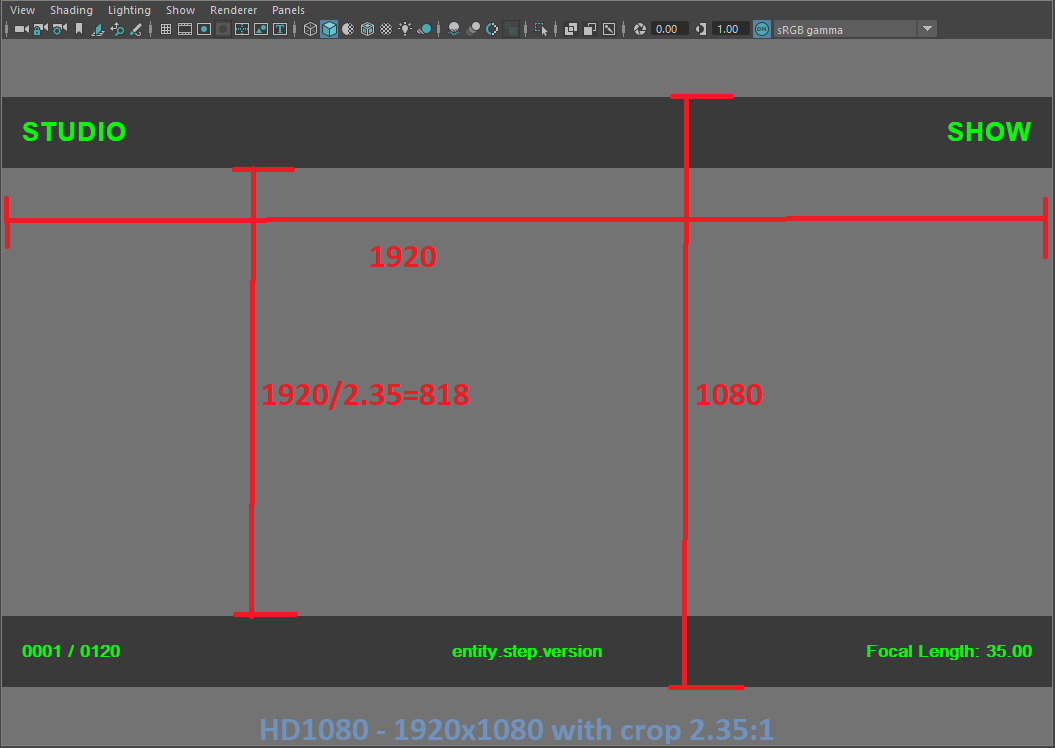 View Shading Lighting Show Renderer Panels
0.00 1.00 ON sRGB gamma
STUDIO SHOW
1920
1920/2.35=818 1080
0001 / 0120 entity.step.version Focal Length: 35.00
HD1080 - 1920x1080 with crop 2.35:1